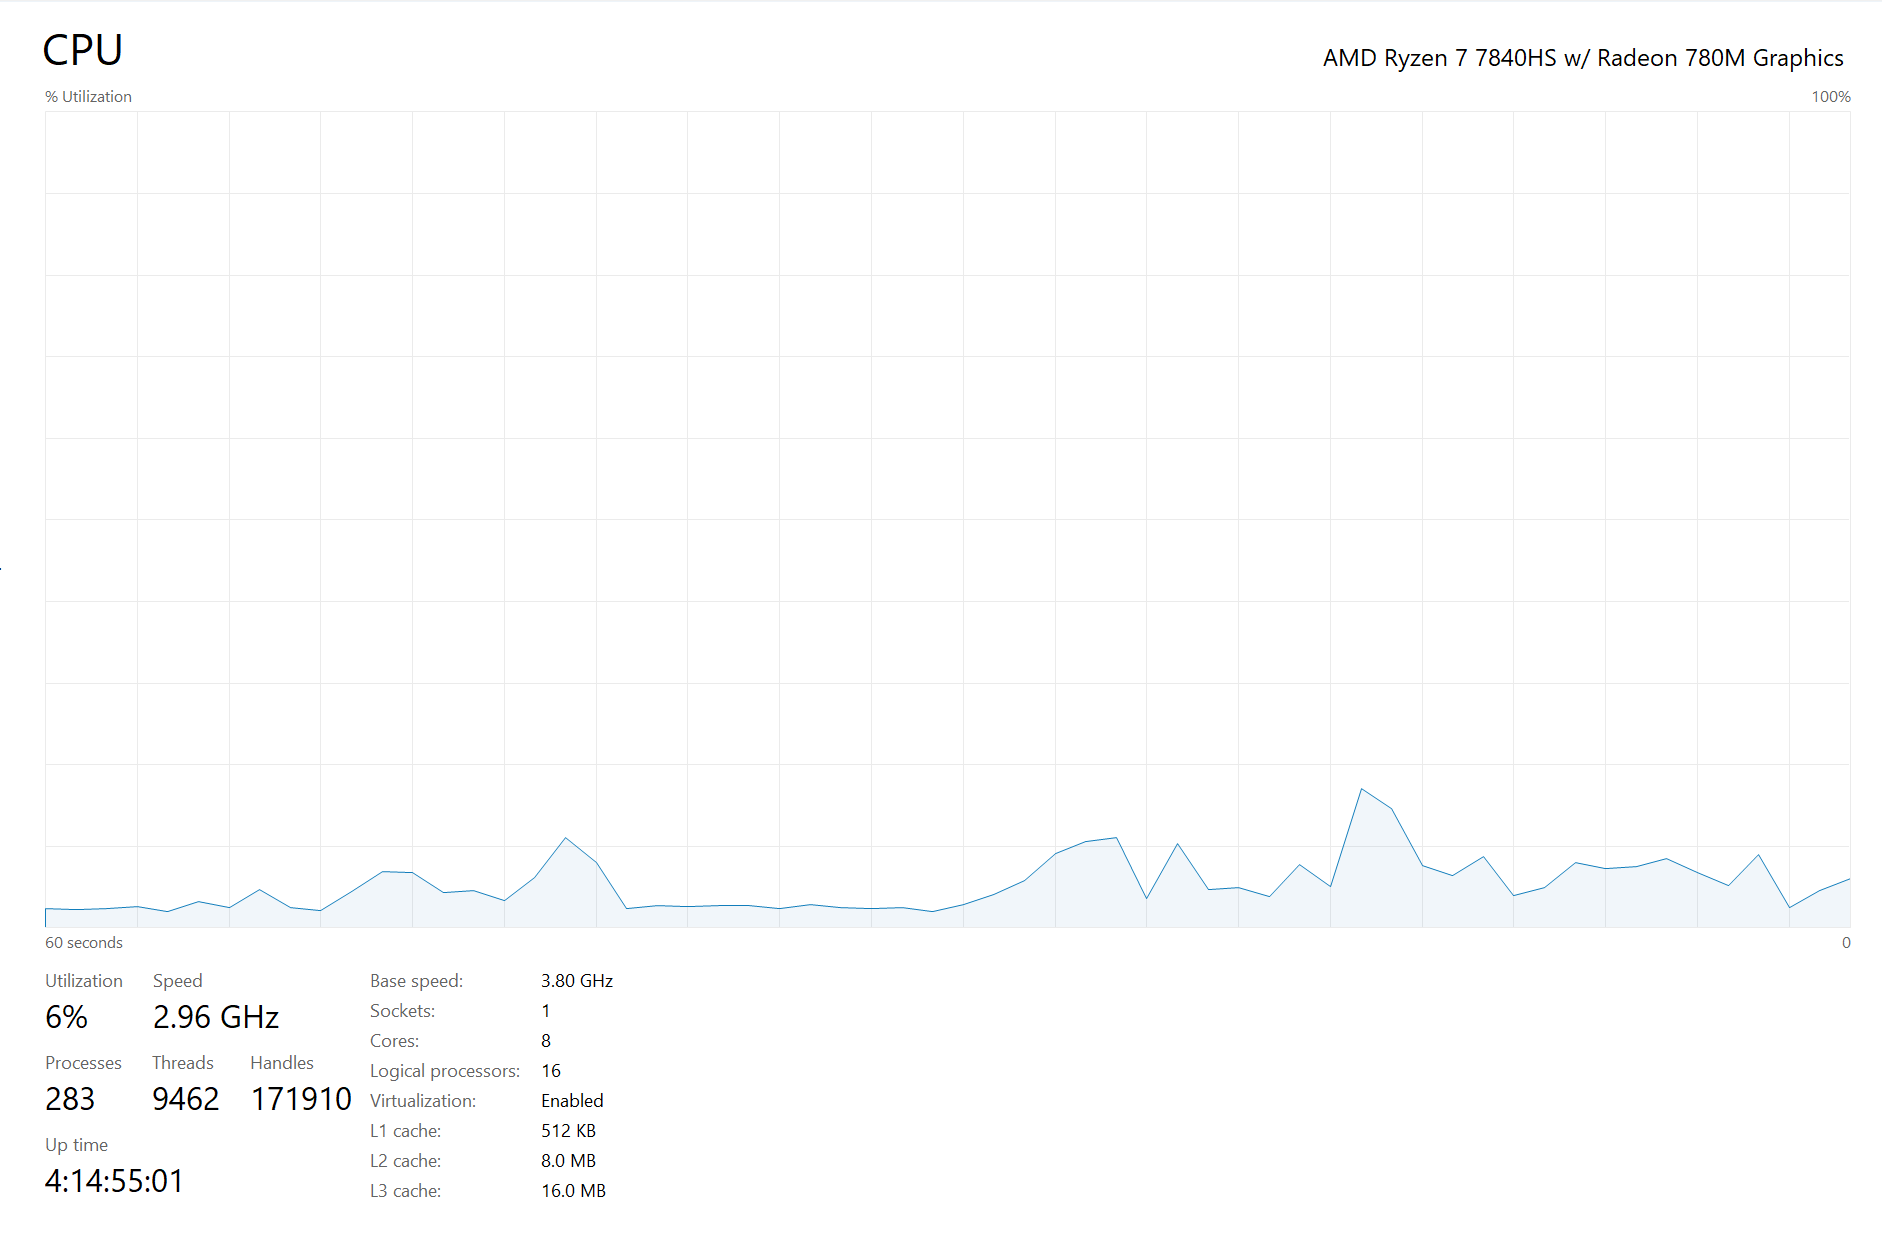 CPU
AMD Ryzen 7 7840HS w/ Radeon 780M Graphics
% Utilization 100%
60 seconds 0
Utilization Speed
6% 2.96 GHz
Processes Threads Handles
283 9462 171910
Up time
4:14:55:01
Base speed: 3.80 GHz
Sockets: 1
Cores: 8
Logical processors: 16
Virtualization: Enabled
L1 cache: 512 KB
L2 cache: 8.0 MB
L3 cache: 16.0 MB